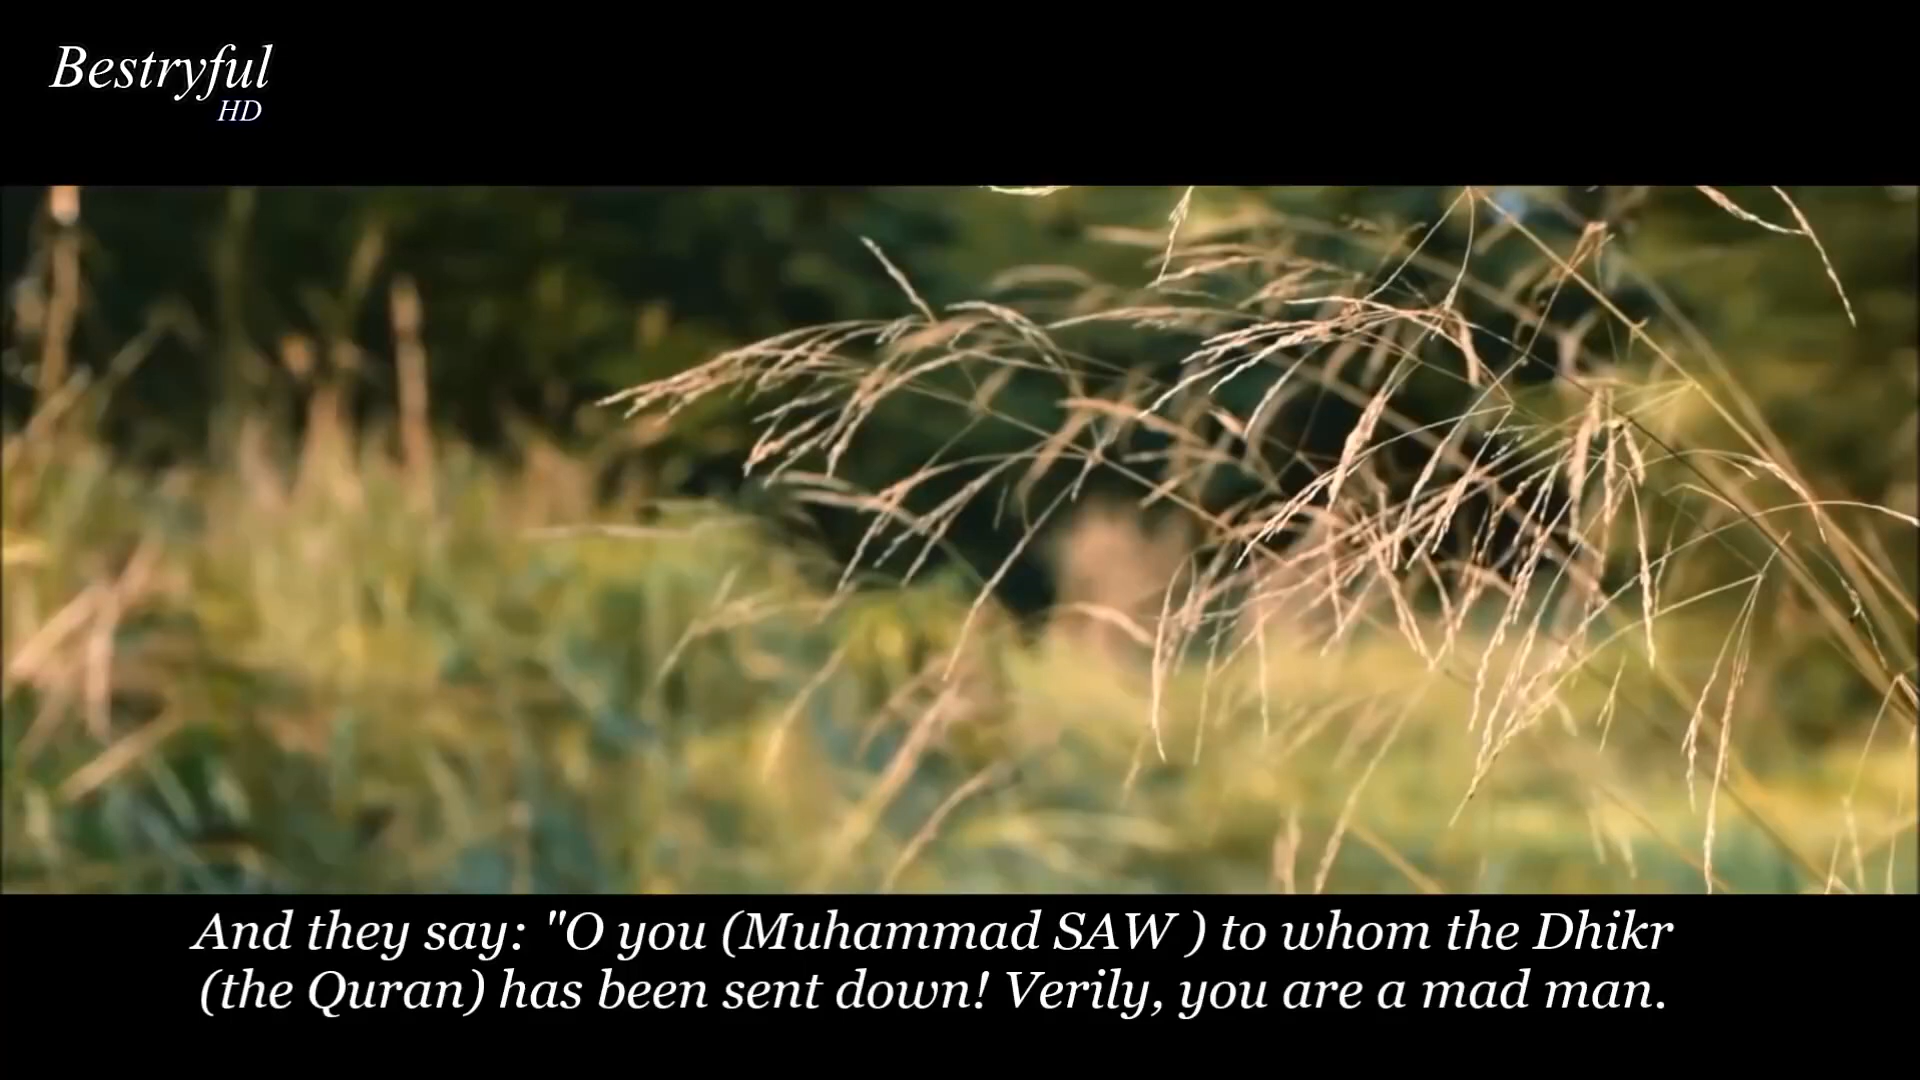 Bestryful
HD
And they say: "O you (Muhammad SAW ) to whom the Dhikr
(the Quran) has been sent down! Verily, you are a mad man.